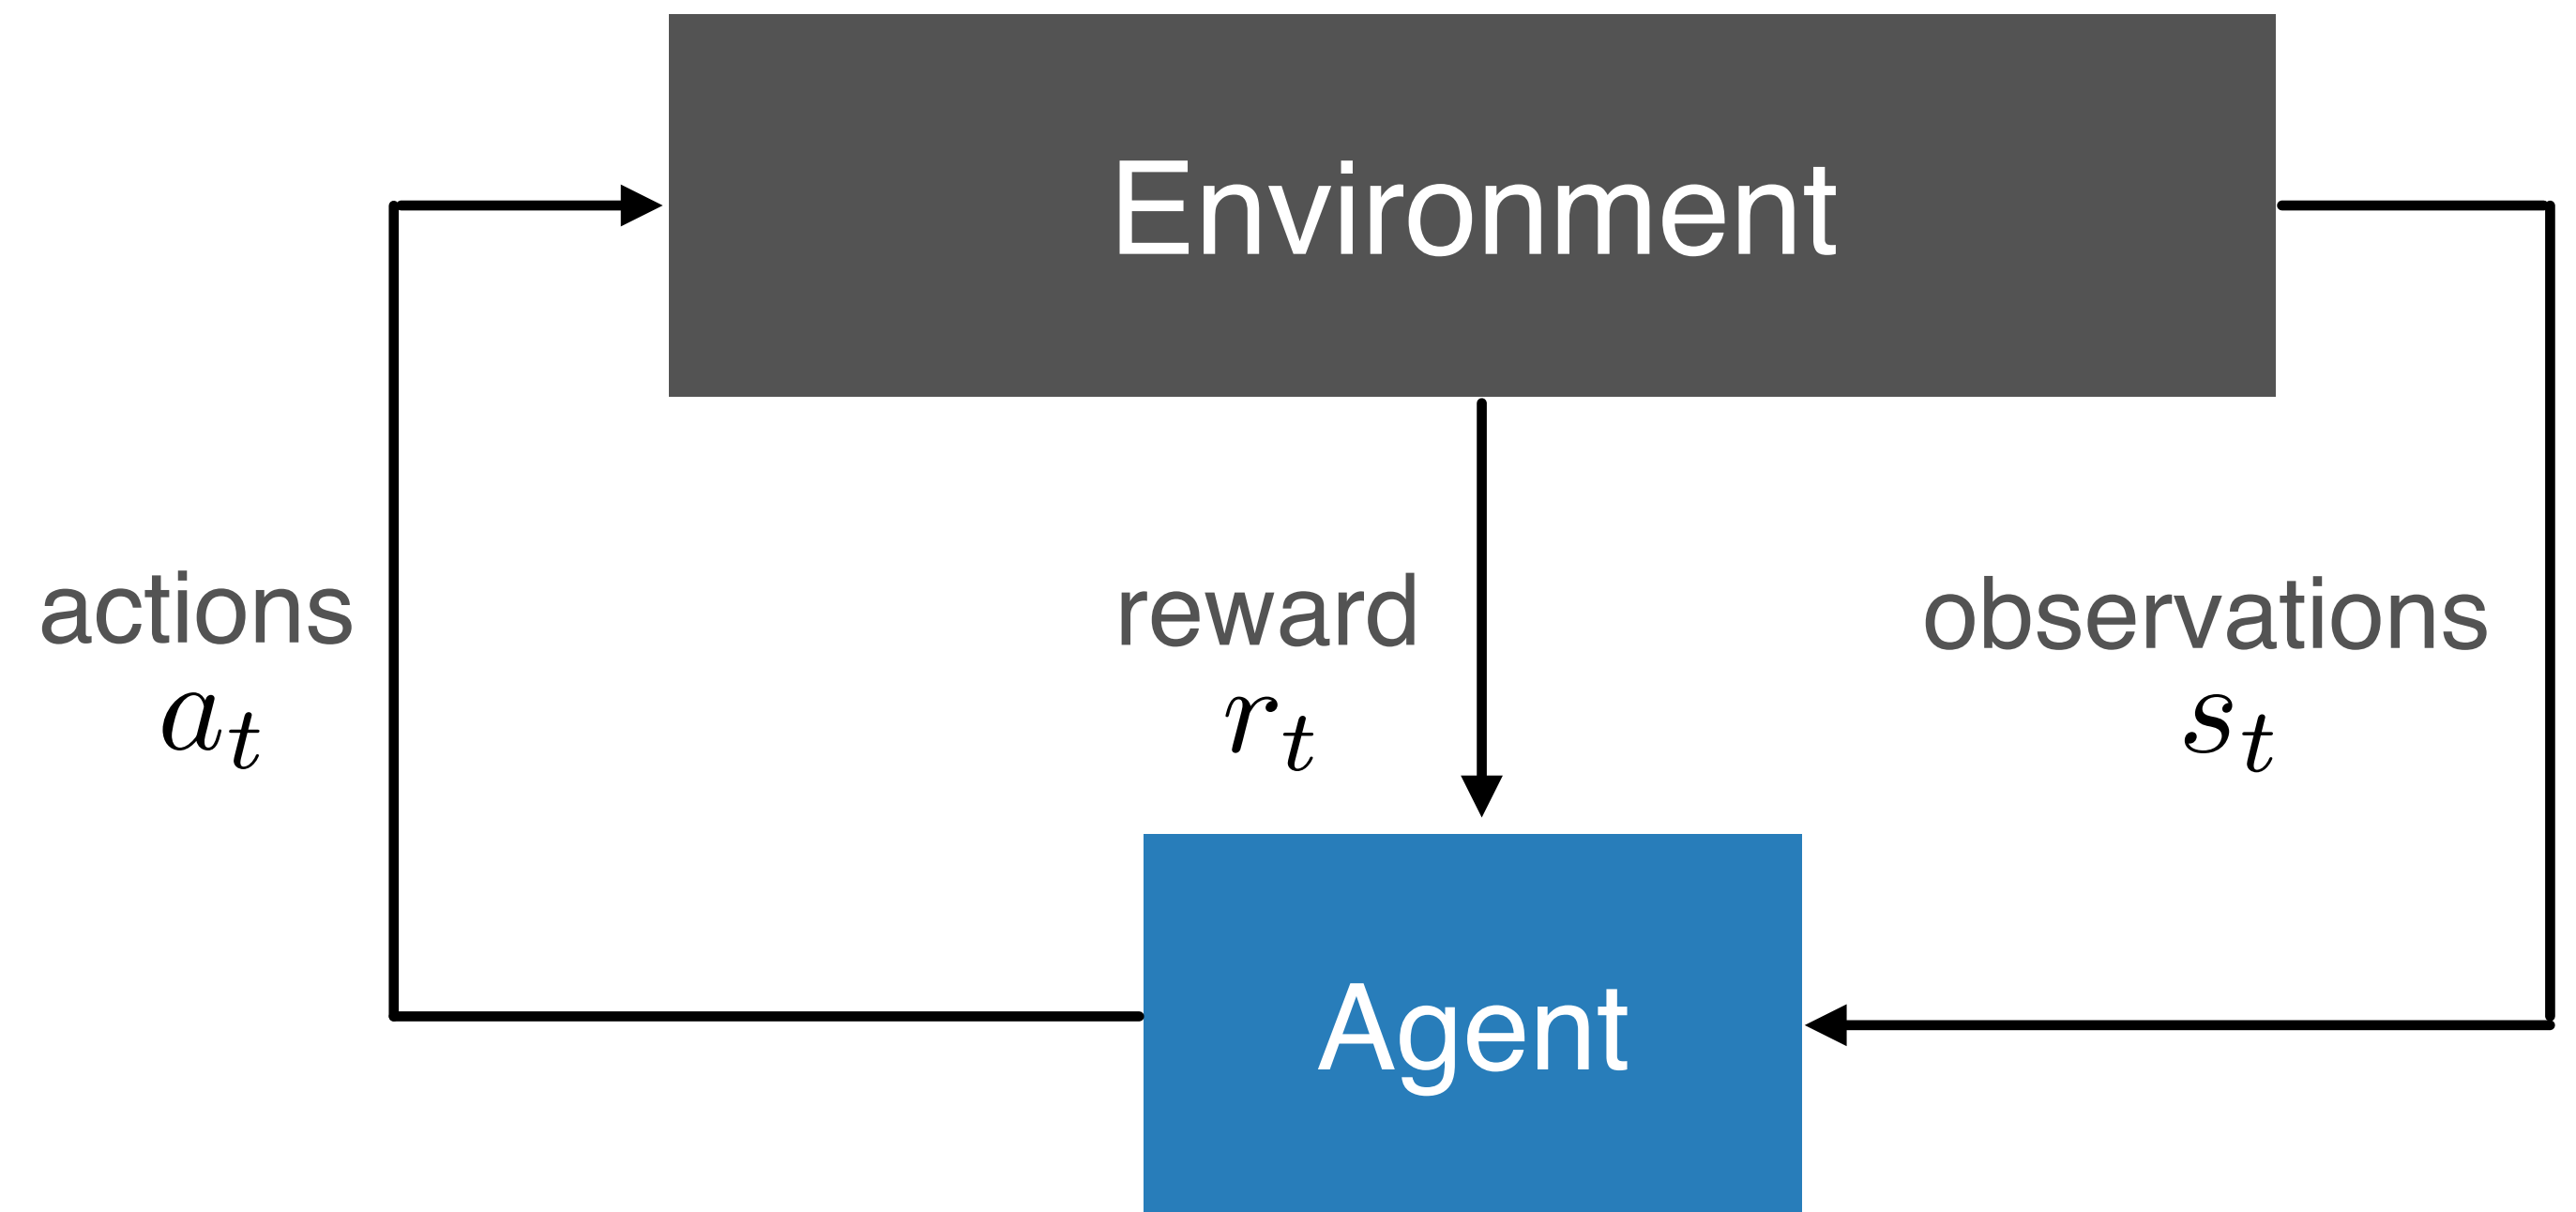 Environment
actions
a_t
reward
r_t
observations
s_t
Agent